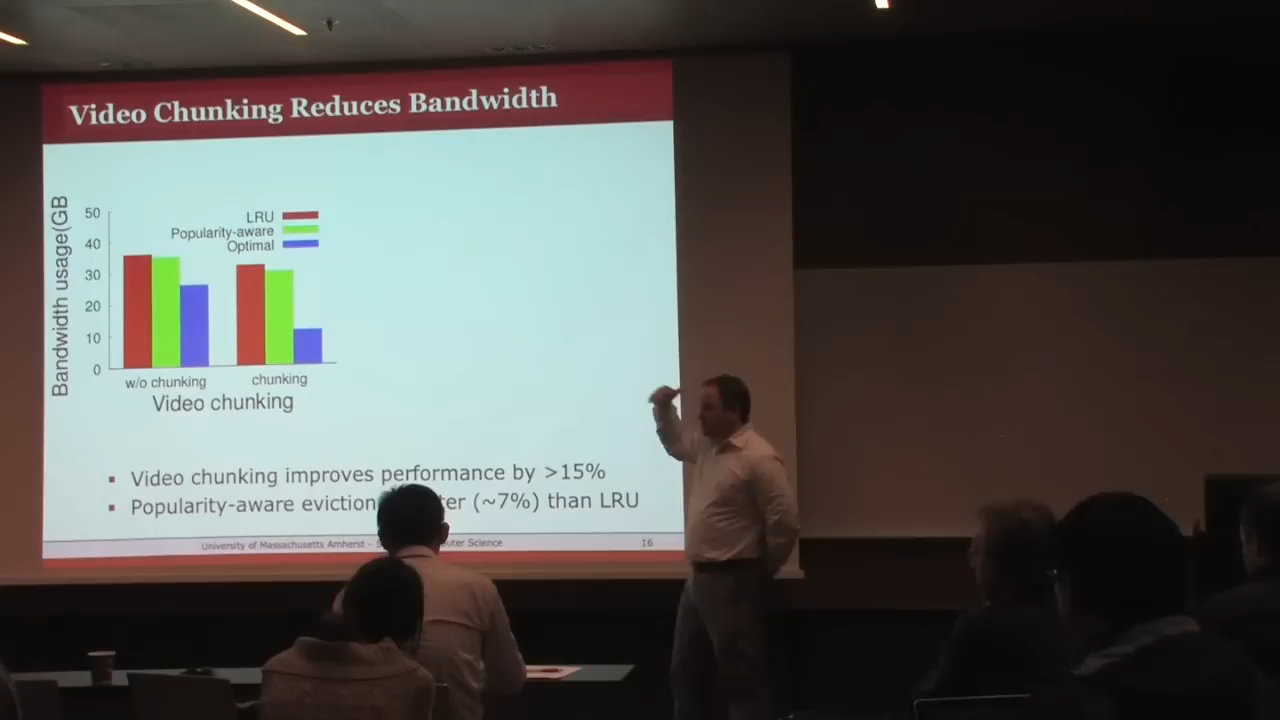 Video Chunking Reduces Bandwidth
Bandwidth usage(GB
50
40
30
20
10
0
LRU
Popularity-aware
Optimal
w/o chunking
chunking
Video chunking
▪ Video chunking improves performance by >15%
▪ Popularity-aware eviction (~7%) than LRU
University of Massachusetts Amherst - Science
16